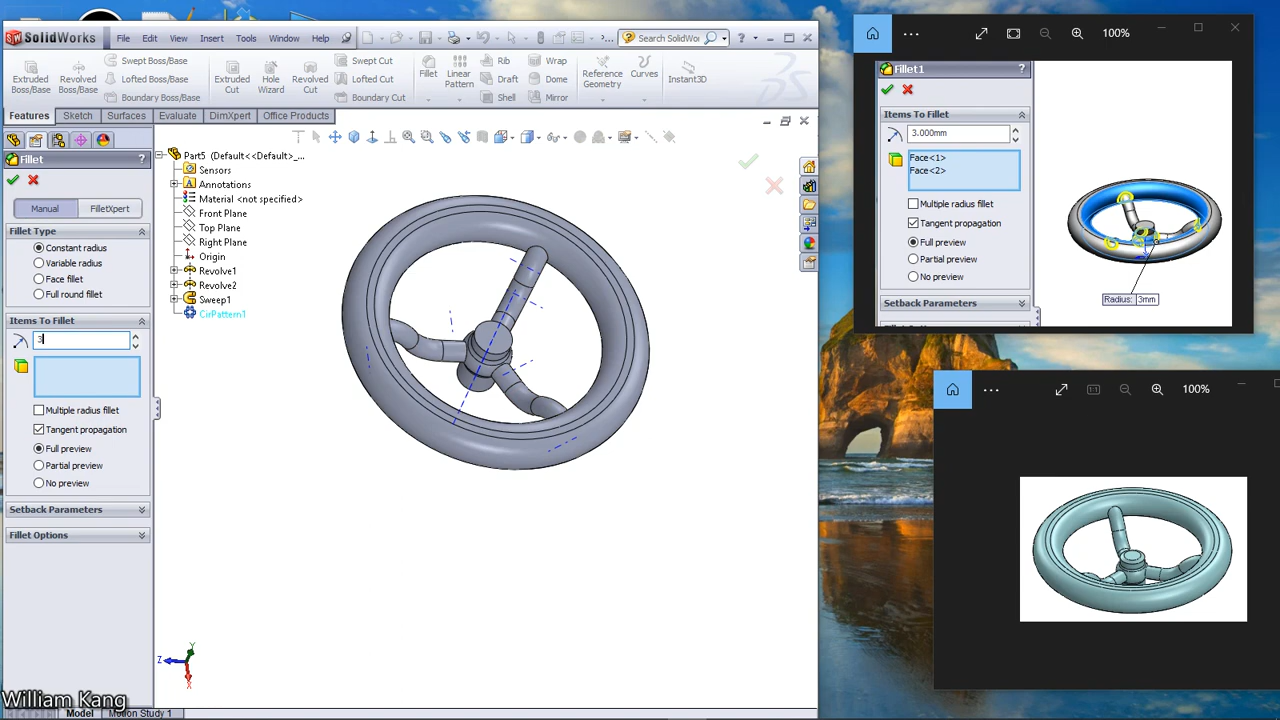 SolidWorks File Edit View Insert Tools Window Help Search SolidWor
Extruded Boss/Base
Revolved Boss/Base
Swept Boss/Base
Lofted Boss/Base
Boundary Boss/Base
Extruded Cut
Hole Wizard
Revolved Cut
Swept Cut
Lofted Cut
Boundary Cut
Fillet
Linear Pattern
Rib
Draft
Shell
Wrap
Dome
Mirror
Reference Geometry
Curves
Instant3D
Features Sketch Surfaces Evaluate DimXpert Office Products
Fillet ?
Manual FilletXpert
Fillet Type
Constant radius
Variable radius
Face fillet
Full round fillet
Items To Fillet
3
Multiple radius fillet
Tangent propagation
Full preview
Partial preview
No preview
Setback Parameters
Fillet Options
Part5 (Default<<Default>_...
Sensors
Annotations
Material <not specified>
Front Plane
Top Plane
Right Plane
Origin
Revolve1
Revolve2
Sweep1
CirPattern1
Y
Z
X
William Kang
Model Motion Study 1
100%
Fillet1 ?
Items To Fillet
3.000mm
Face<1>
Face<2>
Multiple radius fillet
Tangent propagation
Full preview
Partial preview
No preview
Setback Parameters
Radius: 3mm
100%